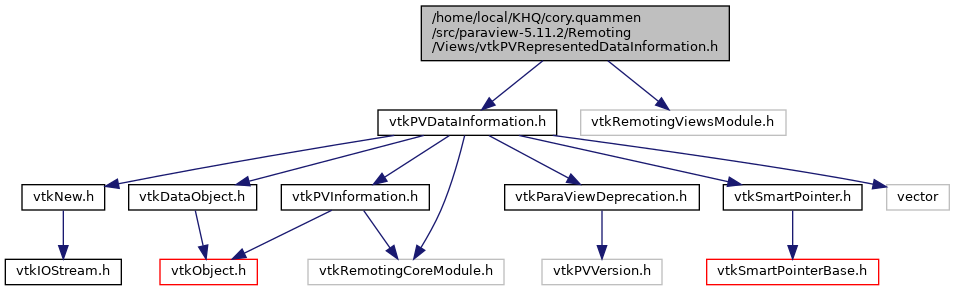 /home/local/KHQ/cory.quammen
/src/paraview-5.11.2/Remoting
/Views/vtkPVRepresentedDataInformation.h
vtkPVDataInformation.h
vtkRemotingViewsModule.h
vtkNew.h
vtkDataObject.h
vtkPVInformation.h
vtkParaViewDeprecation.h
vtkSmartPointer.h
vector
vtkIOStream.h
vtkObject.h
vtkRemotingCoreModule.h
vtkPVVersion.h
vtkSmartPointerBase.h